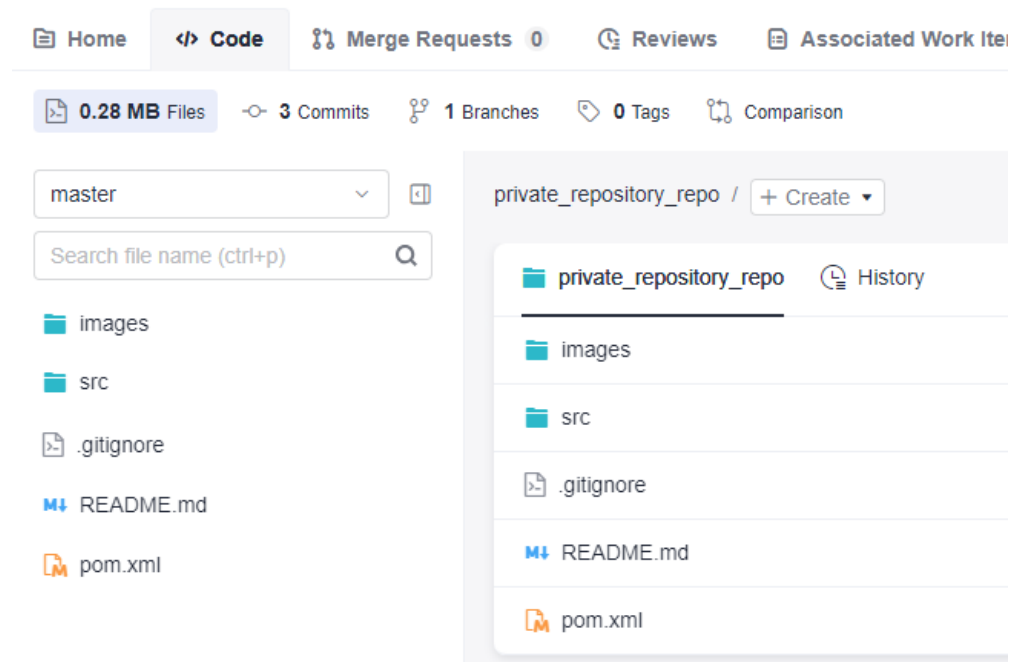 Home Code Merge Requests 0 Reviews Associated Work Ite
0.28 MB Files 3 Commits 1 Branches 0 Tags Comparison
master
Search file name (ctrl+p)
images
src
.gitignore
README.md
pom.xml
private_repository_repo / + Create
private_repository_repo History
images
src
.gitignore
README.md
pom.xml